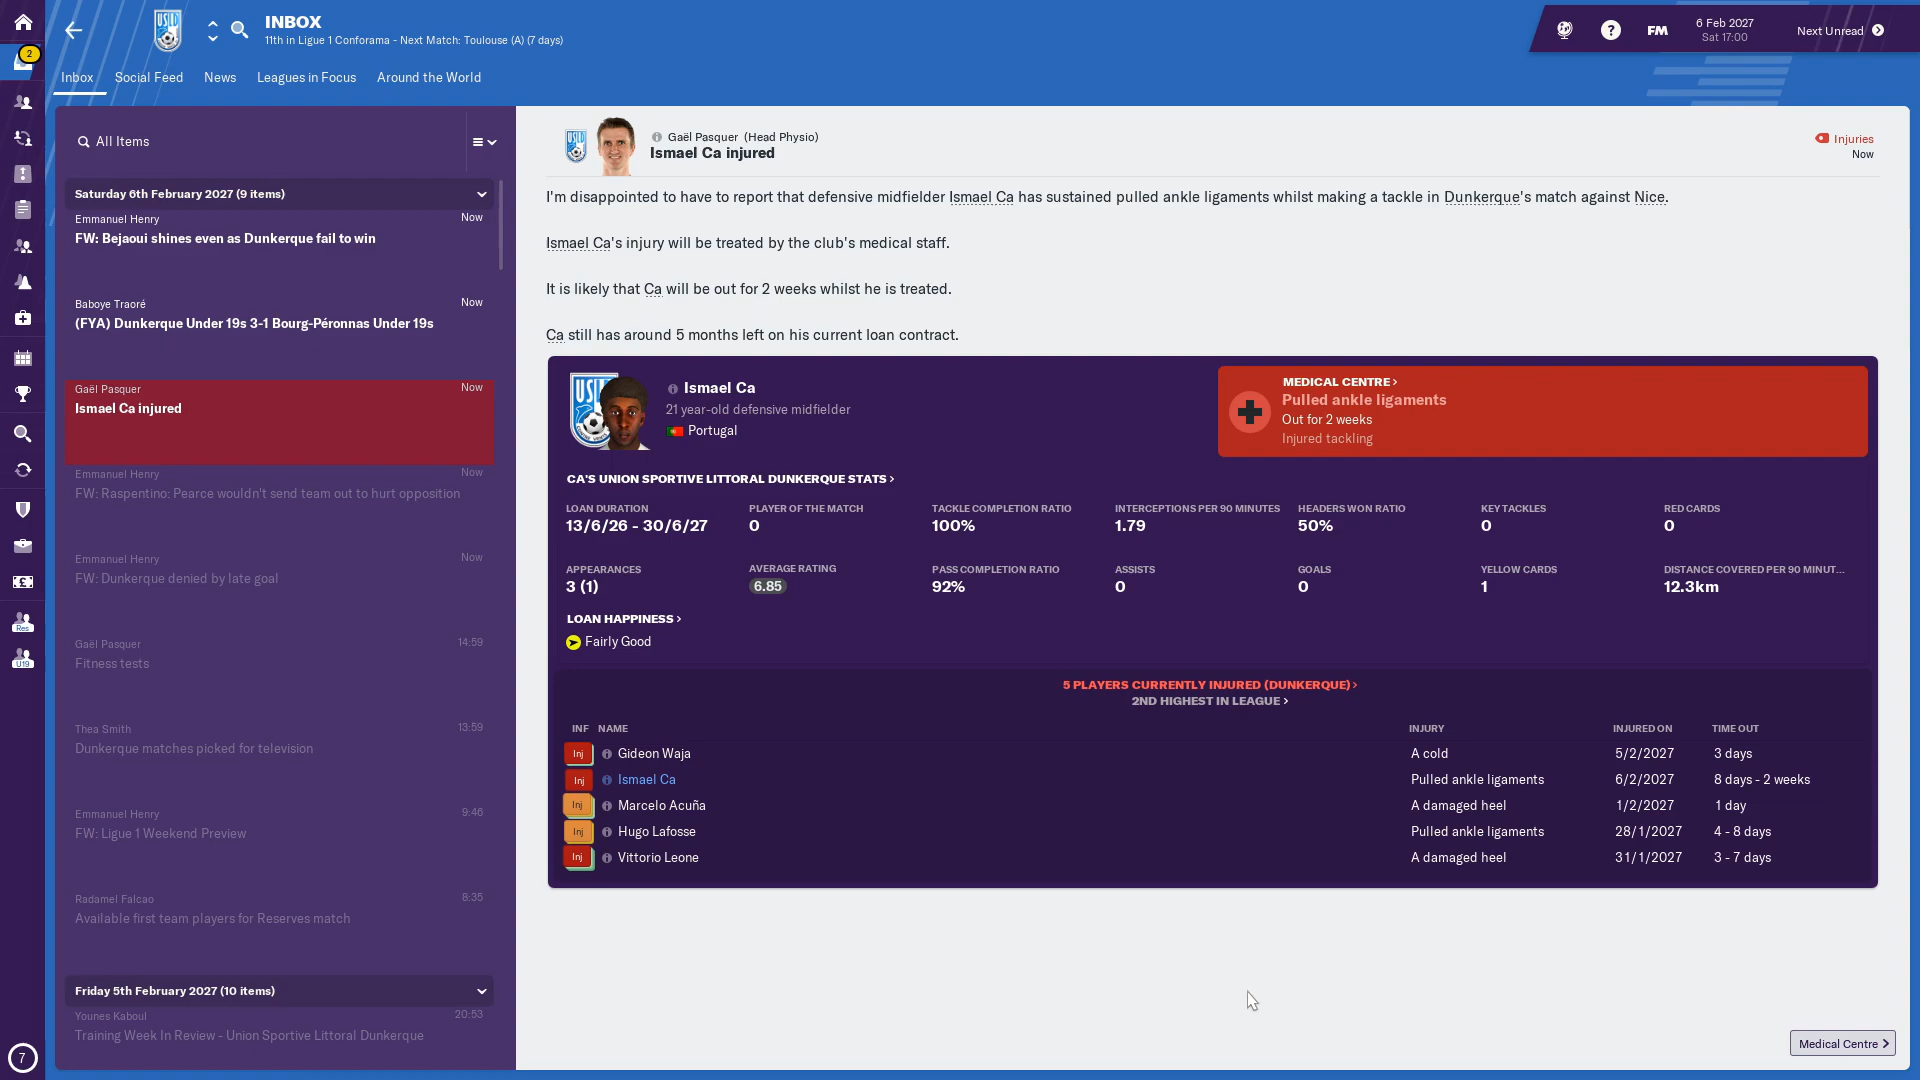 INBOX
11th in Ligue 1 Conforama - Next Match: Toulouse (A) (7 days)
FM
6 Feb 2027
Sat 17:00
Next Unread
2
Inbox
Social Feed
News
Leagues in Focus
Around the World
All Items
Saturday 6th February 2027 (9 items)
Emmanuel Henry
Now
FW: Bejaoui shines even as Dunkerque fail to win
Baboye Traoré
Now
(FYA) Dunkerque Under 19s 3-1 Bourg-Péronnas Under 19s
Gaël Pasquer
Now
Ismael Ca injured
Emmanuel Henry
Now
FW: Raspentino: Pearce wouldn't send team out to hurt opposition
Emmanuel Henry
Now
FW: Dunkerque denied by late goal
Gaël Pasquer
14:59
Fitness tests
Thea Smith
13:59
Dunkerque matches picked for television
Emmanuel Henry
9:46
FW: Ligue 1 Weekend Preview
Radamel Falcao
8:35
Available first team players for Reserves match
Friday 5th February 2027 (10 items)
Younes Kaboul
20:53
Training Week In Review - Union Sportive Littoral Dunkerque
Res
U19
7
Gaël Pasquer (Head Physio)
Ismael Ca injured
Injuries
Now
I'm disappointed to have to report that defensive midfielder Ismael Ca has sustained pulled ankle ligaments whilst making a tackle in Dunkerque's match against Nice.
Ismael Ca's injury will be treated by the club's medical staff.
It is likely that Ca will be out for 2 weeks whilst he is treated.
Ca still has around 5 months left on his current loan contract.
Ismael Ca
21 year-old defensive midfielder
Portugal
MEDICAL CENTRE >
Pulled ankle ligaments
Out for 2 weeks
Injured tackling
CA'S UNION SPORTIVE LITTORAL DUNKERQUE STATS >
LOAN DURATION
13/6/26 - 30/6/27
PLAYER OF THE MATCH
0
TACKLE COMPLETION RATIO
100%
INTERCEPTIONS PER 90 MINUTES
1.79
HEADERS WON RATIO
50%
KEY TACKLES
0
RED CARDS
0
APPEARANCES
3 (1)
AVERAGE RATING
6.85
PASS COMPLETION RATIO
92%
ASSISTS
0
GOALS
0
YELLOW CARDS
1
DISTANCE COVERED PER 90 MINUT...
12.3km
LOAN HAPPINESS >
Fairly Good
5 PLAYERS CURRENTLY INJURED (DUNKERQUE) >
2ND HIGHEST IN LEAGUE >
INF NAME INJURY INJURED ON TIME OUT
Inj Gideon Waja A cold 5/2/2027 3 days
Inj Ismael Ca Pulled ankle ligaments 6/2/2027 8 days - 2 weeks
Inj Marcelo Acuña A damaged heel 1/2/2027 1 day
Inj Hugo Lafosse Pulled ankle ligaments 28/1/2027 4 - 8 days
Inj Vittorio Leone A damaged heel 31/1/2027 3 - 7 days
Medical Centre >